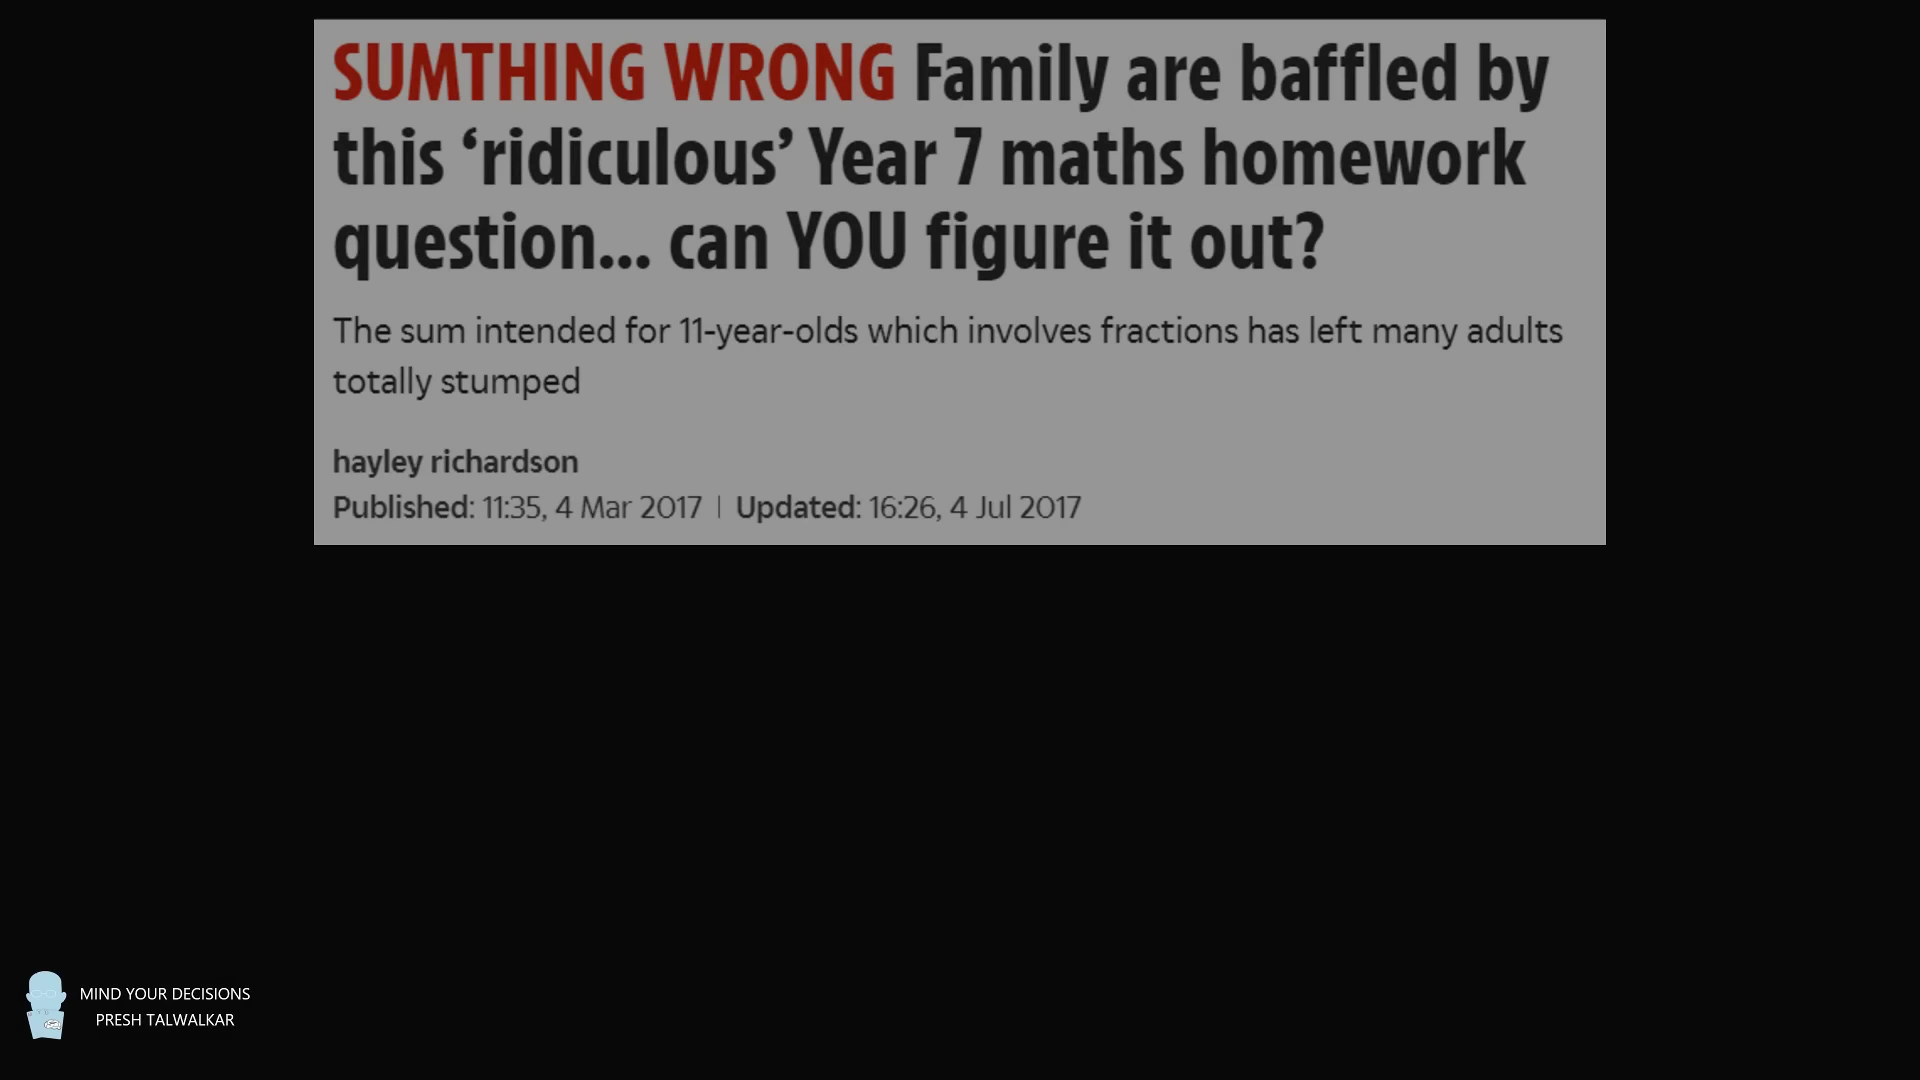 SUMTHING WRONG Family are baffled by
this ‘ridiculous’ Year 7 maths homework
question... can YOU figure it out?
The sum intended for 11-year-olds which involves fractions has left many adults
totally stumped
hayley richardson
Published: 11:35, 4 Mar 2017 | Updated: 16:26, 4 Jul 2017
MIND YOUR DECISIONS
PRESH TALWALKAR